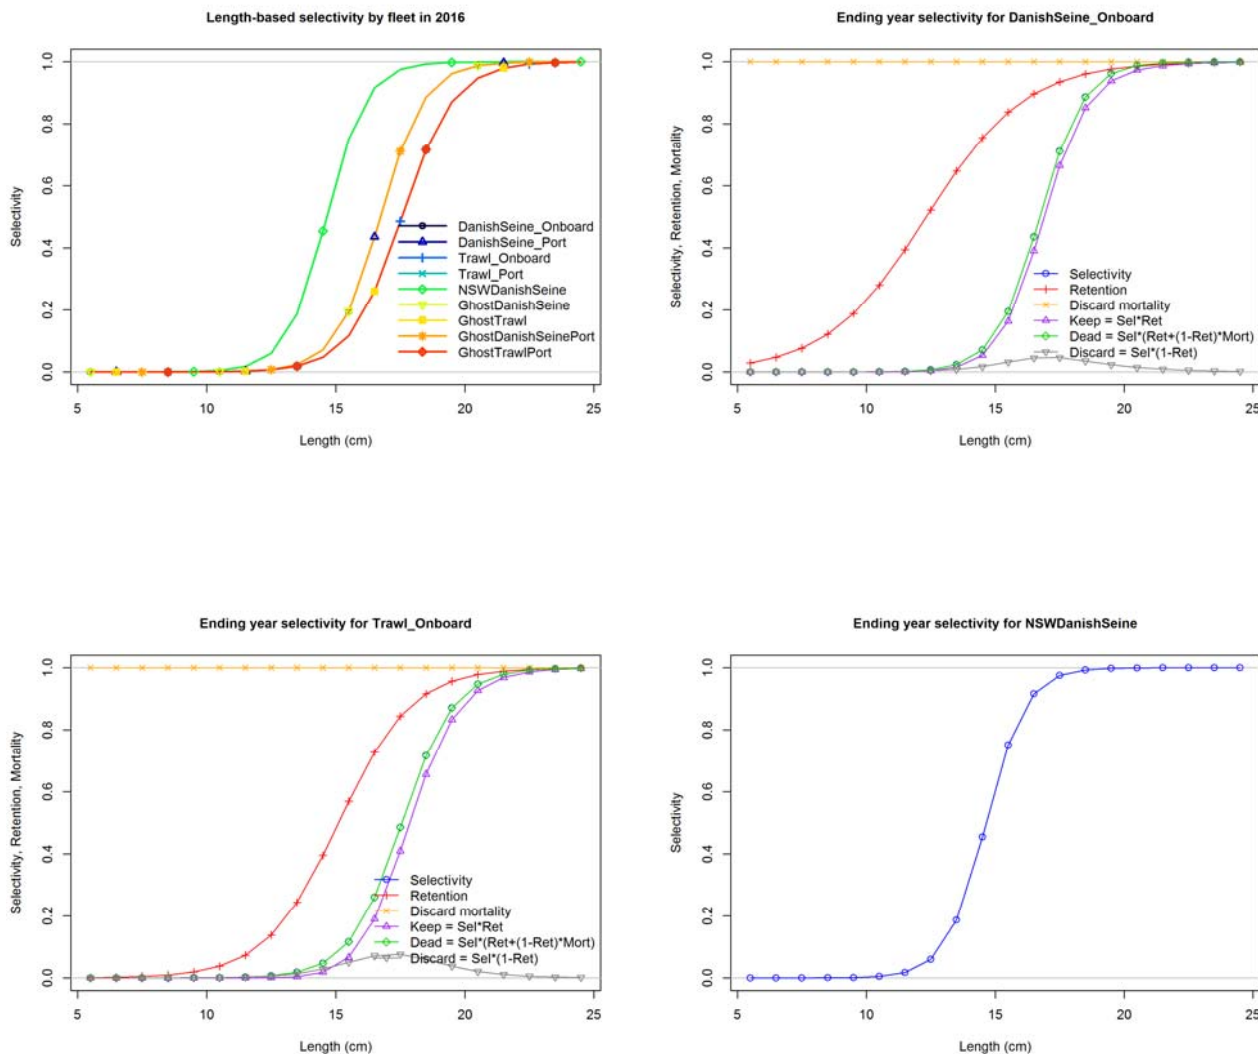 Length-based selectivity by fleet in 2016
Selectivity
1.0
0.8
0.6
0.4
0.2
0.0
DanishSeine_Onboard
DanishSeine_Port
Trawl_Onboard
Trawl_Port
NSWDanishSeine
GhostDanishSeine
GhostTrawl
GhostDanishSeinePort
GhostTrawlPort
5 10 15 20 25
Length (cm)
Ending year selectivity for DanishSeine_Onboard
Selectivity, Retention, Mortality
1.0
0.8
0.6
0.4
0.2
0.0
Selectivity
Retention
Discard mortality
Keep = Sel*Ret
Dead = Sel*(Ret+(1-Ret)*Mort)
Discard = Sel*(1-Ret)
5 10 15 20 25
Length (cm)
Ending year selectivity for Trawl_Onboard
Selectivity, Retention, Mortality
1.0
0.8
0.6
0.4
0.2
0.0
Selectivity
Retention
Discard mortality
Keep = Sel*Ret
Dead = Sel*(Ret+(1-Ret)*Mort)
Discard = Sel*(1-Ret)
5 10 15 20 25
Length (cm)
Ending year selectivity for NSWDanishSeine
Selectivity
1.0
0.8
0.6
0.4
0.2
0.0
5 10 15 20 25
Length (cm)